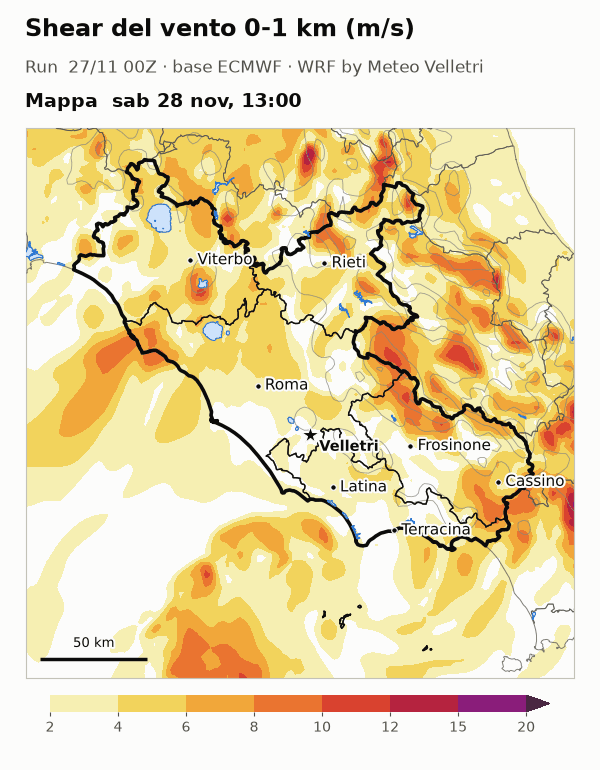 Shear del vento 0-1 km (m/s)
Run  27/11 00Z · base ECMWF · WRF by Meteo Velletri
Mappa  sab 28 nov, 13:00
Viterbo
Rieti
Roma
Velletri
Frosinone
Latina
Cassino
Terracina
50 km
2 4 6 8 10 12 15 20